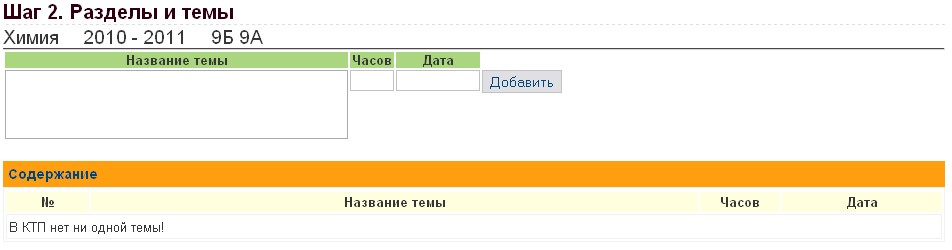 Шаг 2. Разделы и темы
Химия 2010 - 2011 9Б 9А
Название темы Часов Дата
Добавить
Содержание
№ Название темы Часов Дата
В КТП нет ни одной темы!